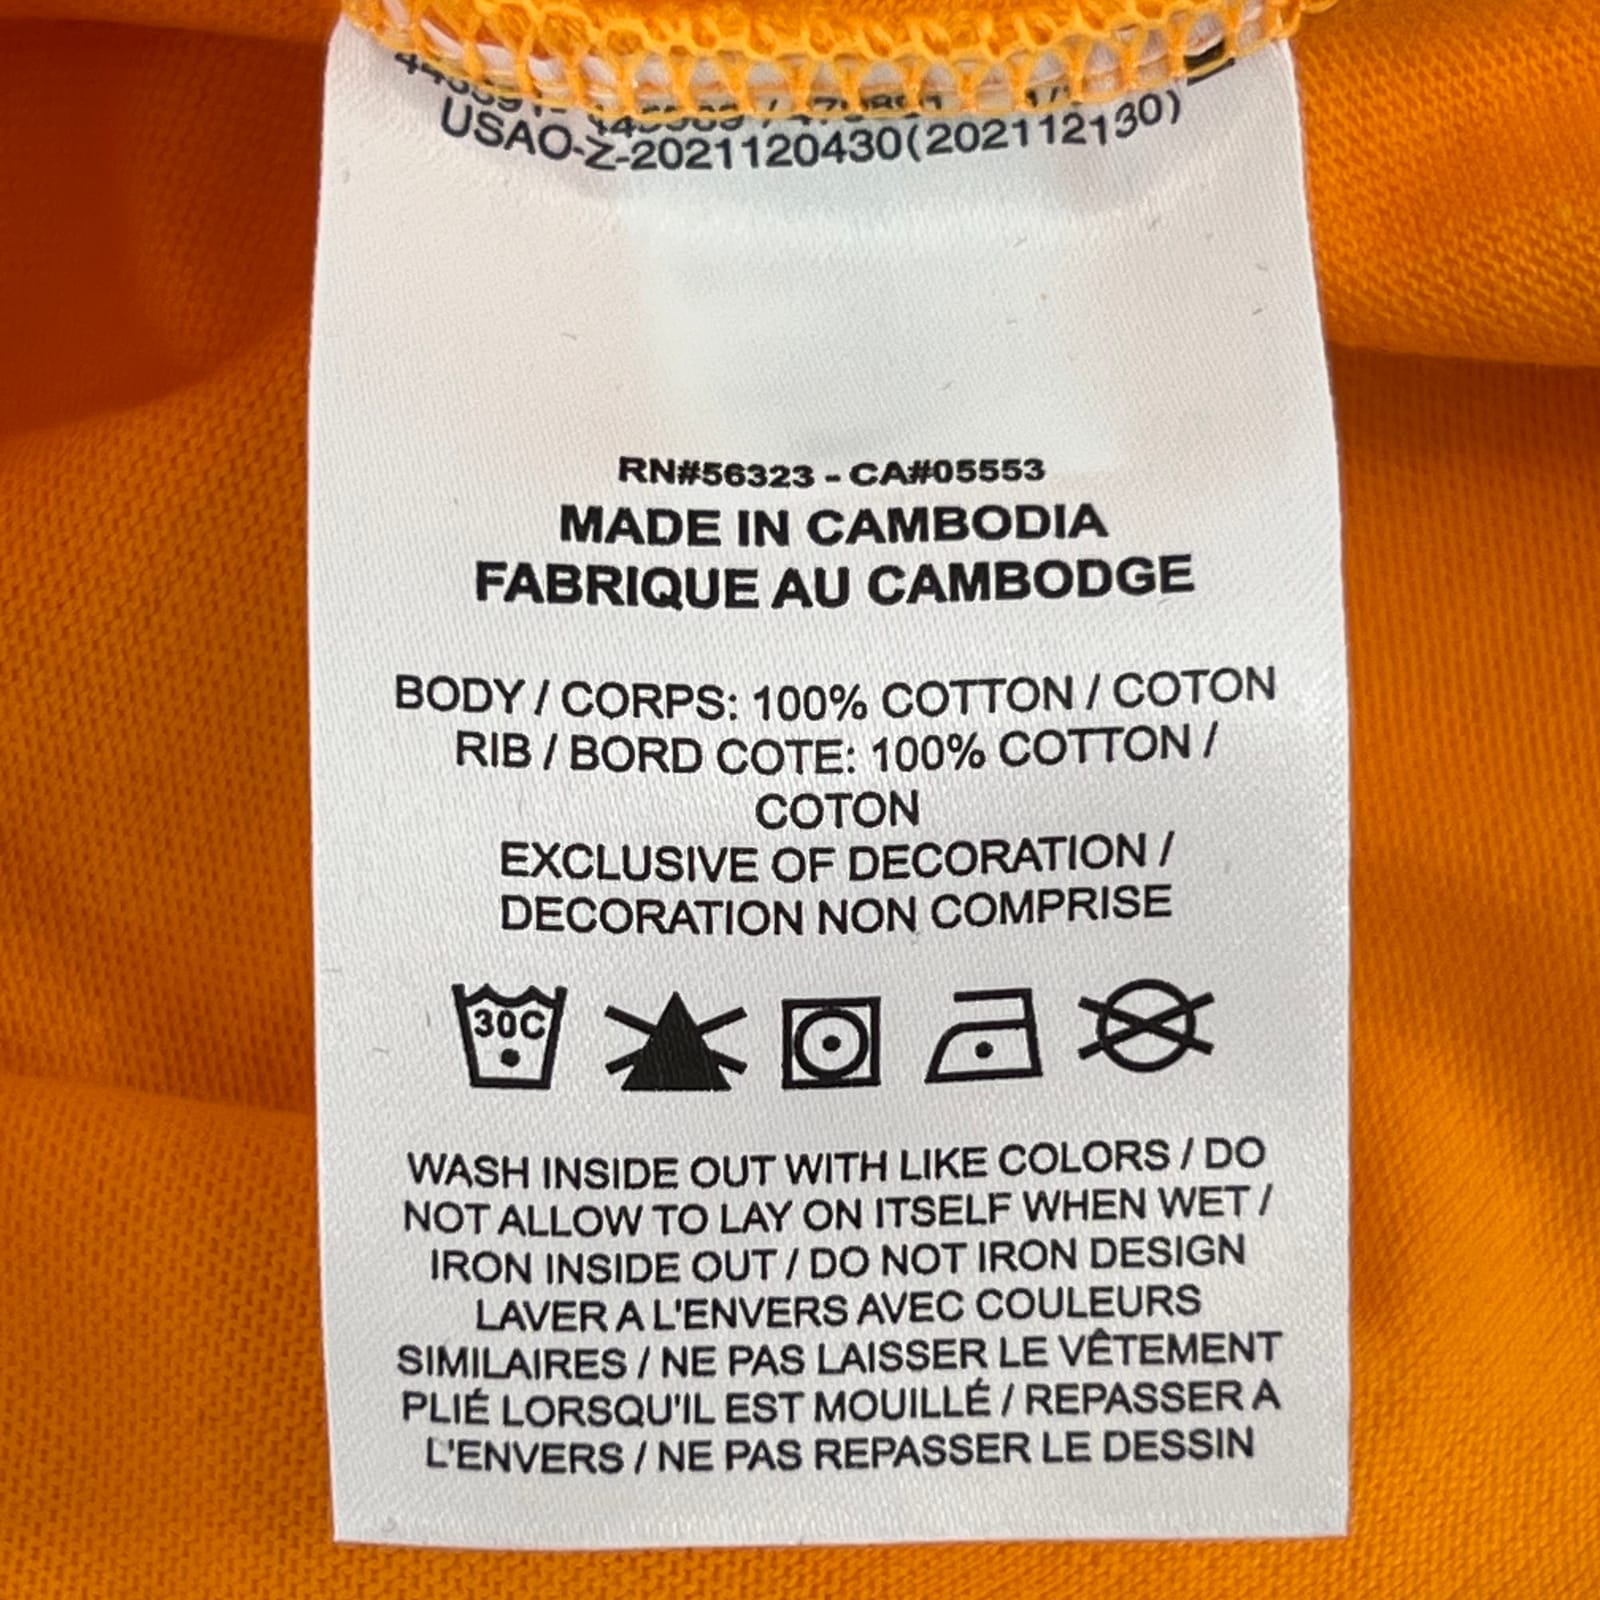 USAO-Z-2021120430(202112130)
RN#56323 - CA#05553
MADE IN CAMBODIA
FABRIQUE AU CAMBODGE
BODY / CORPS: 100% COTTON / COTON
RIB / BORD COTE: 100% COTTON /
COTON
EXCLUSIVE OF DECORATION /
DECORATION NON COMPRISE
30C
WASH INSIDE OUT WITH LIKE COLORS / DO
NOT ALLOW TO LAY ON ITSELF WHEN WET /
IRON INSIDE OUT / DO NOT IRON DESIGN
LAVER A L'ENVERS AVEC COULEURS
SIMILAIRES / NE PAS LAISSER LE VÊTEMENT
PLIÉ LORSQU'IL EST MOUILLÉ / REPASSER A
L'ENVERS / NE PAS REPASSER LE DESSIN